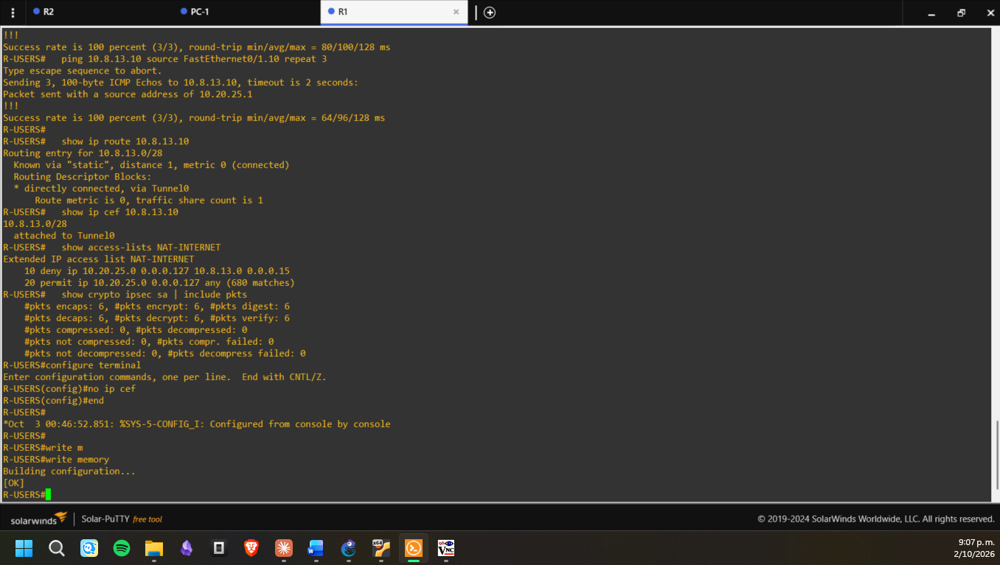 R2
PC-1
R1
!!!
Success rate is 100 percent (3/3), round-trip min/avg/max = 80/100/128 ms
R-USERS#   ping 10.8.13.10 source FastEthernet0/1.10 repeat 3
Type escape sequence to abort.
Sending 3, 100-byte ICMP Echos to 10.8.13.10, timeout is 2 seconds:
Packet sent with a source address of 10.20.25.1
!!!
Success rate is 100 percent (3/3), round-trip min/avg/max = 64/96/128 ms
R-USERS#
R-USERS#   show ip route 10.8.13.10
Routing entry for 10.8.13.0/28
  Known via "static", distance 1, metric 0 (connected)
  Routing Descriptor Blocks:
  * directly connected, via Tunnel0
      Route metric is 0, traffic share count is 1
R-USERS#   show ip cef 10.8.13.10
10.8.13.0/28
  attached to Tunnel0
R-USERS#   show access-lists NAT-INTERNET
Extended IP access list NAT-INTERNET
    10 deny ip 10.20.25.0 0.0.0.127 10.8.13.0 0.0.0.15
    20 permit ip 10.20.25.0 0.0.0.127 any (680 matches)
R-USERS#   show crypto ipsec sa | include pkts
    #pkts encaps: 6, #pkts encrypt: 6, #pkts digest: 6
    #pkts decaps: 6, #pkts decrypt: 6, #pkts verify: 6
    #pkts compressed: 0, #pkts decompressed: 0
    #pkts not compressed: 0, #pkts compr. failed: 0
    #pkts not decompressed: 0, #pkts decompress failed: 0
R-USERS#configure terminal
Enter configuration commands, one per line.  End with CNTL/Z.
R-USERS(config)#no ip cef
R-USERS(config)#end
R-USERS#
*Oct  3 00:46:52.851: %SYS-5-CONFIG_I: Configured from console by console
R-USERS#
R-USERS#write m
R-USERS#write memory
Building configuration...
[OK]
R-USERS#
solarwinds | Solar-PuTTY free tool
© 2019-2024 SolarWinds Worldwide, LLC. All rights reserved.
X64
VNC
9:07 p. m.
2/10/2026